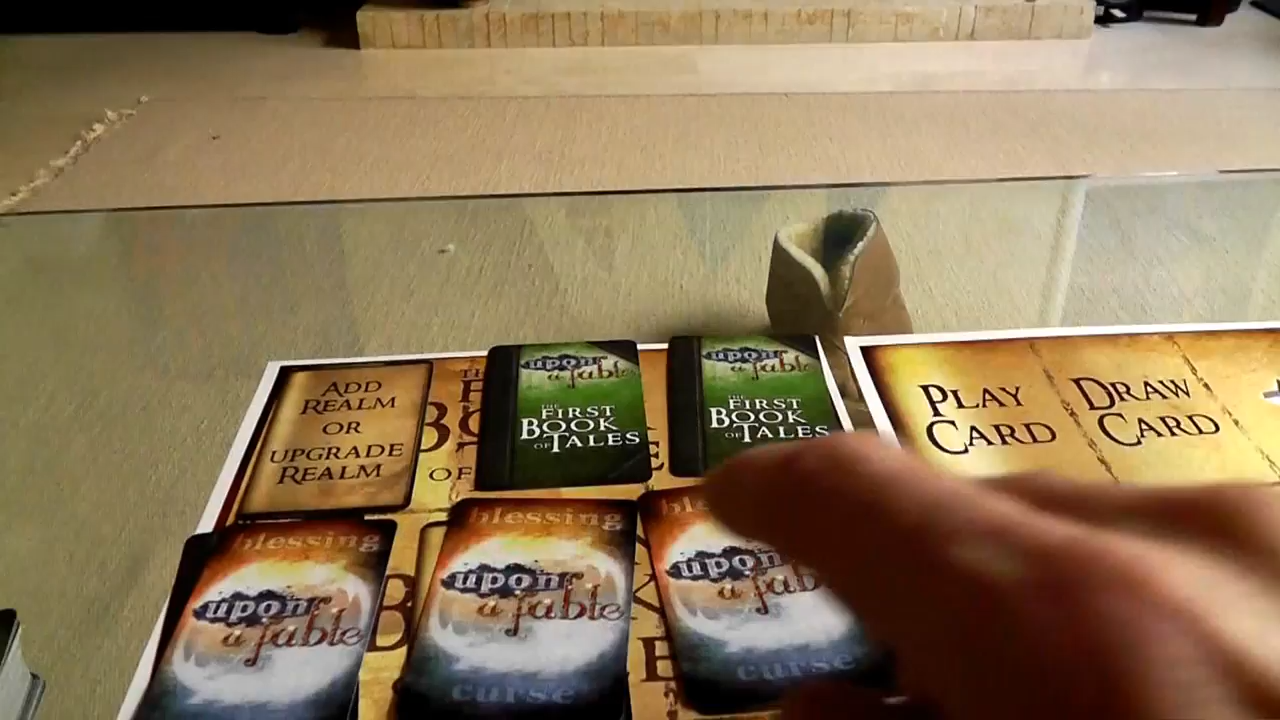 ADD
REALM
OR
UPGRADE
REALM
OF
upon
a fable
THE
FIRST
BOOK
OF TALES
upon
a fable
THE
FIRST
BOOK
OF TALES
PLAY
CARD
DRAW
CARD
blessing
upon
a fable
blessing
upon
a fable
curse
upon
curse